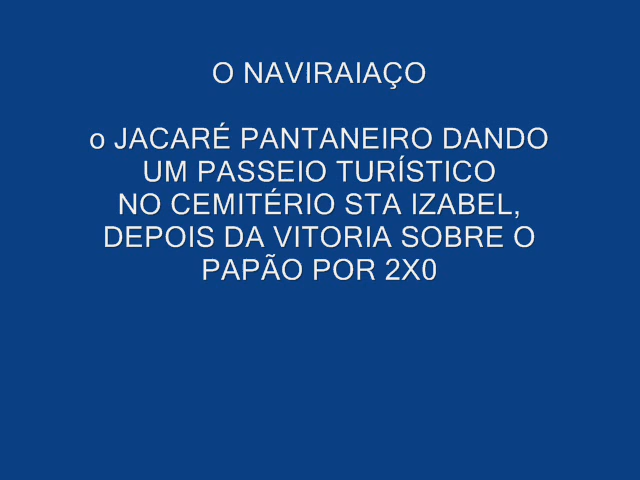 O NAVIRAIAÇO
o JACARÉ PANTANEIRO DANDO
UM PASSEIO TURÍSTICO
NO CEMITÉRIO STA IZABEL,
DEPOIS DA VITORIA SOBRE O
PAPÃO POR 2X0